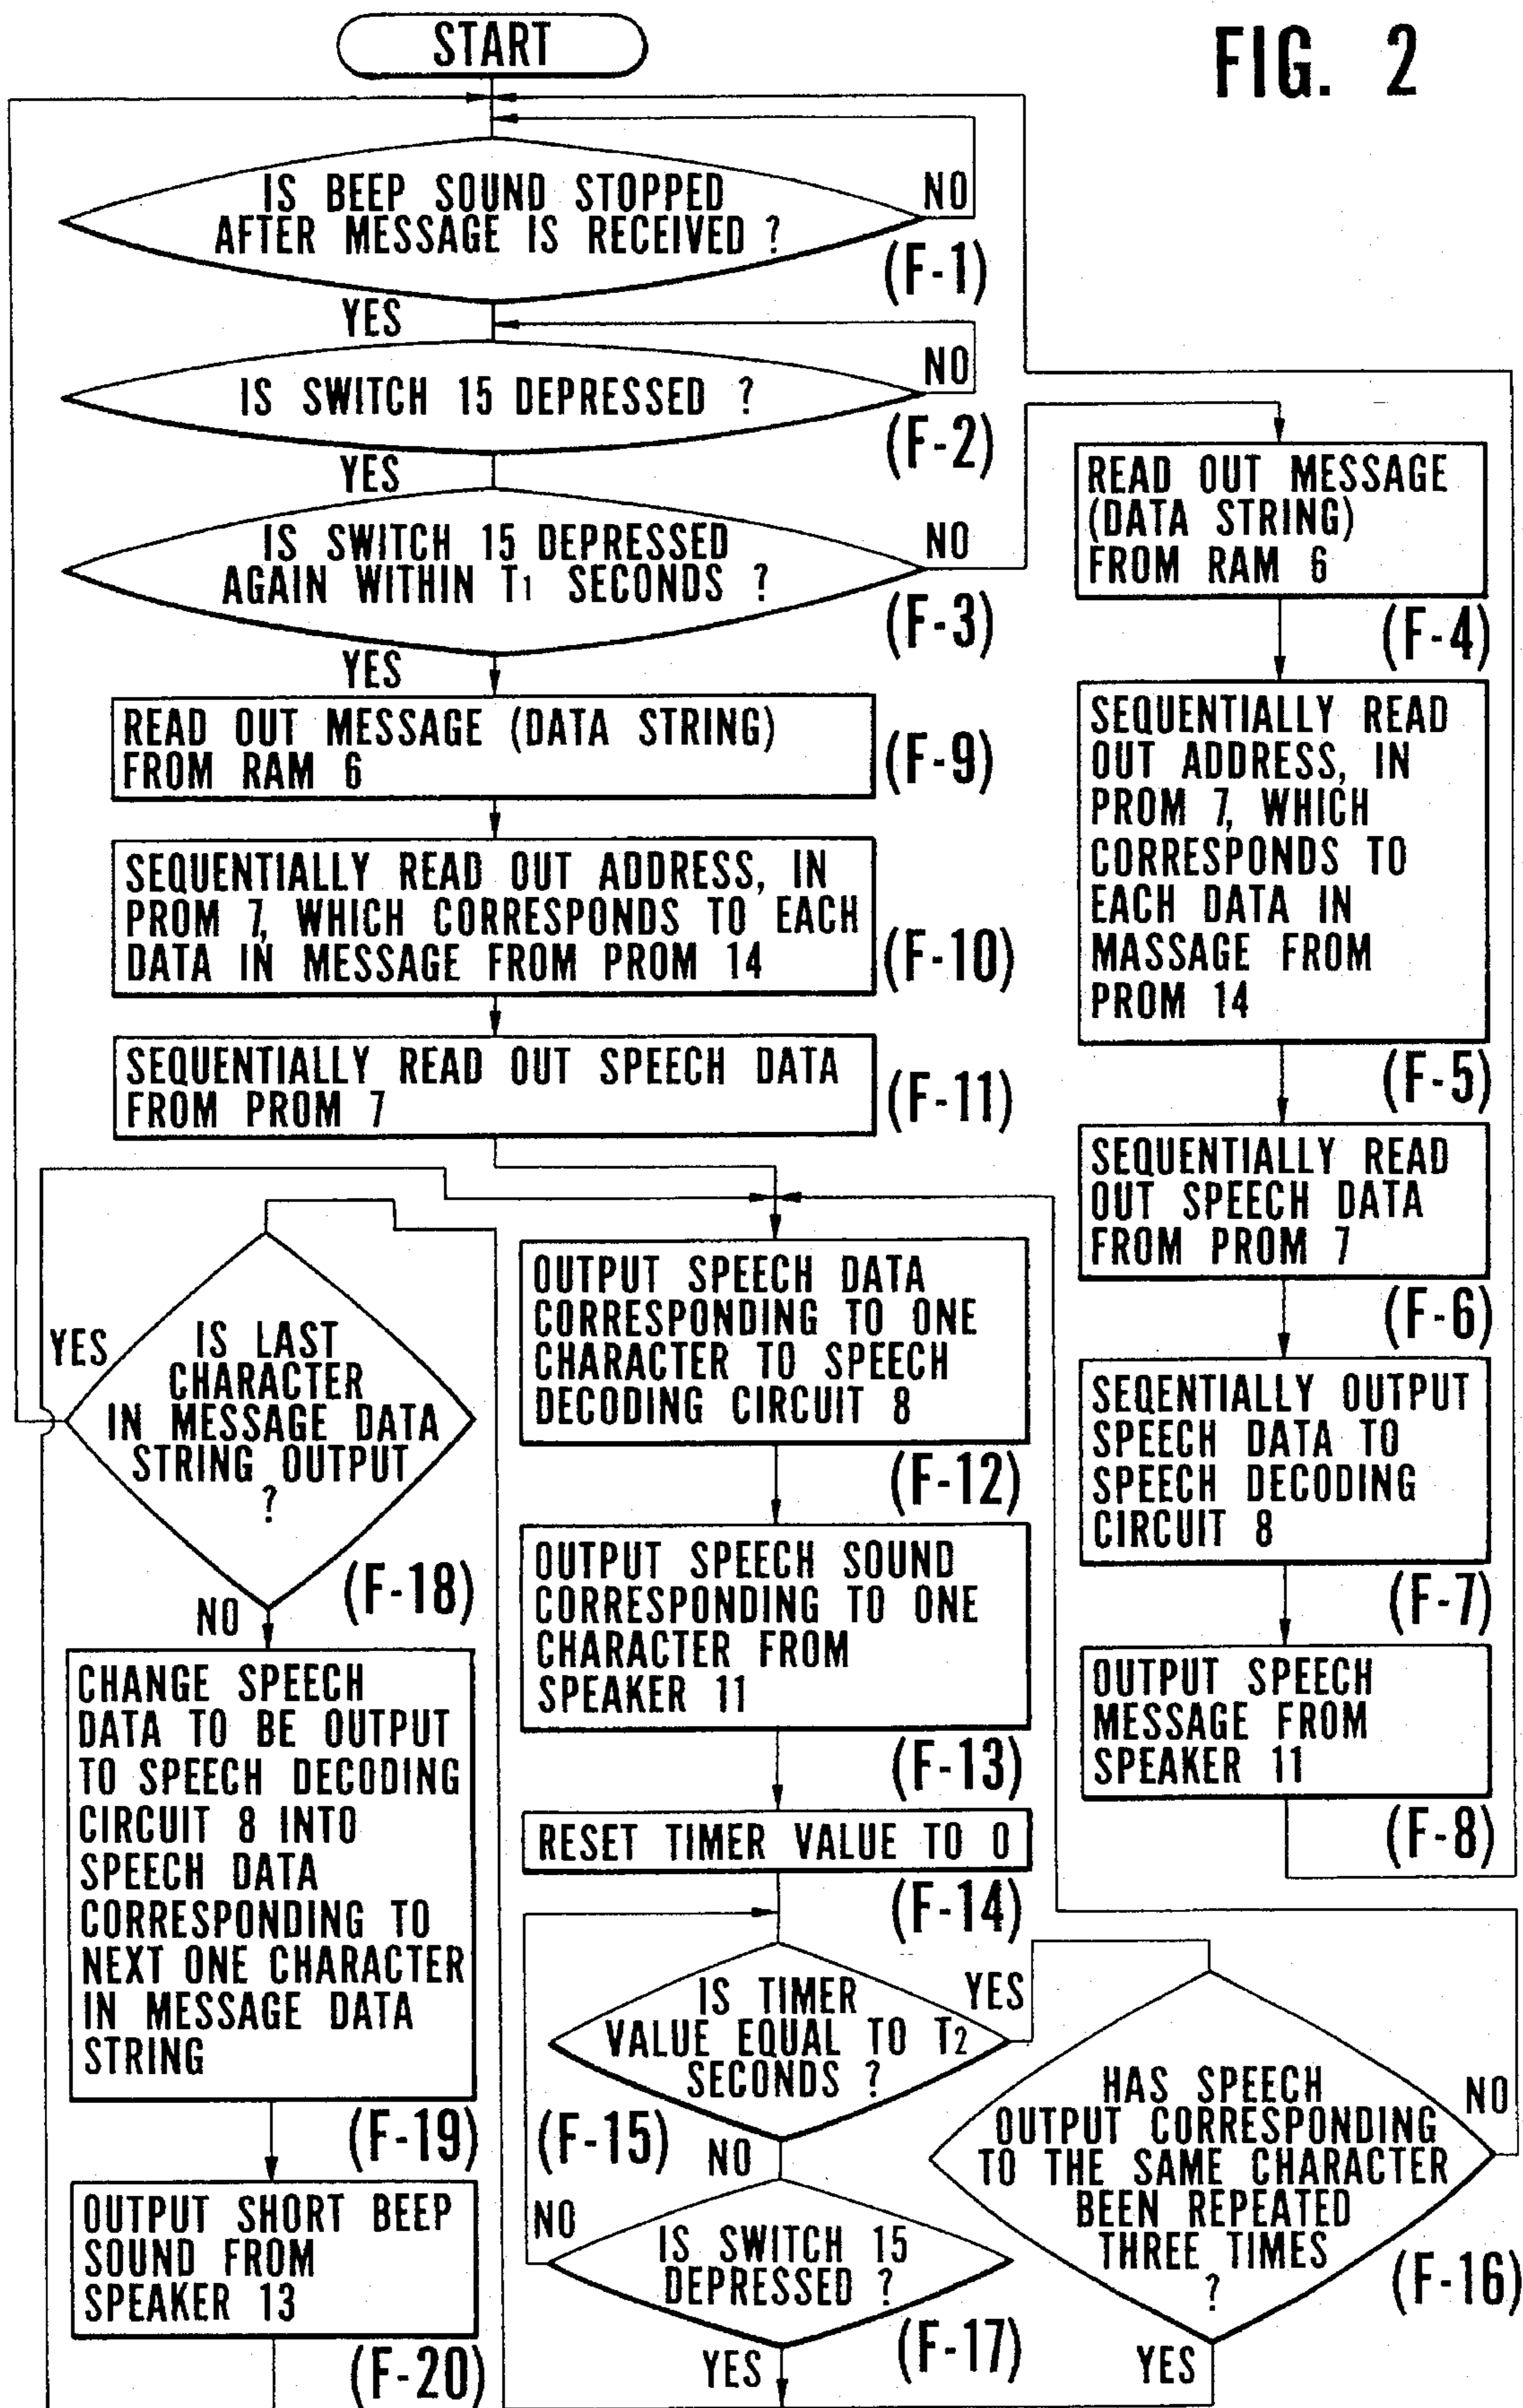 START
FIG. 2
IS BEEP SOUND STOPPED
AFTER MESSAGE IS RECEIVED ?
NO
(F-1)
YES
IS SWITCH 15 DEPRESSED ?
NO
(F-2)
YES
IS SWITCH 15 DEPRESSED
AGAIN WITHIN T1 SECONDS ?
NO
(F-3)
YES
READ OUT MESSAGE
(DATA STRING)
FROM RAM 6
(F-4)
SEQUENTIALLY READ
OUT ADDRESS, IN
PROM 7, WHICH
CORRESPONDS TO
EACH DATA IN
MASSAGE FROM
PROM 14
(F-5)
SEQUENTIALLY READ
OUT SPEECH DATA
FROM PROM 7
(F-6)
SEQENTIALLY OUTPUT
SPEECH DATA TO
SPEECH DECODING
CIRCUIT 8
(F-7)
OUTPUT SPEECH
MESSAGE FROM
SPEAKER 11
(F-8)
READ OUT MESSAGE (DATA STRING)
FROM RAM 6
(F-9)
SEQUENTIALLY READ OUT ADDRESS, IN
PROM 7, WHICH CORRESPONDS TO EACH
DATA IN MESSAGE FROM PROM 14
(F-10)
SEQUENTIALLY READ OUT SPEECH DATA
FROM PROM 7
(F-11)
OUTPUT SPEECH DATA
CORRESPONDING TO ONE
CHARACTER TO SPEECH
DECODING CIRCUIT 8
(F-12)
OUTPUT SPEECH SOUND
CORRESPONDING TO ONE
CHARACTER FROM
SPEAKER 11
(F-13)
RESET TIMER VALUE TO 0
(F-14)
IS TIMER
VALUE EQUAL TO T2
SECONDS ?
YES
(F-15)
NO
HAS SPEECH
OUTPUT CORRESPONDING
TO THE SAME CHARACTER
BEEN REPEATED
THREE TIMES
?
NO
(F-16)
YES
IS SWITCH 15
DEPRESSED ?
NO
(F-17)
YES
IS LAST
CHARACTER
IN MESSAGE DATA
STRING OUTPUT
?
YES
(F-18)
NO
CHANGE SPEECH
DATA TO BE OUTPUT
TO SPEECH DECODING
CIRCUIT 8 INTO
SPEECH DATA
CORRESPONDING TO
NEXT ONE CHARACTER
IN MESSAGE DATA
STRING
(F-19)
OUTPUT SHORT BEEP
SOUND FROM
SPEAKER 13
(F-20)